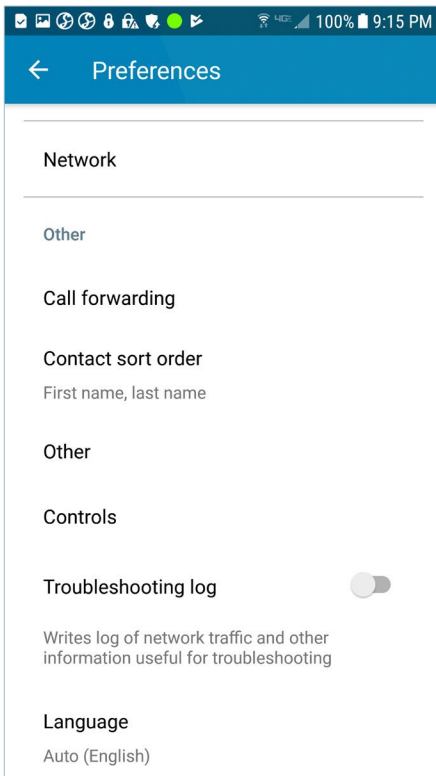 4GE 100% 9:15 PM
Preferences
Network
Other
Call forwarding
Contact sort order
First name, last name
Other
Controls
Troubleshooting log
Writes log of network traffic and other
information useful for troubleshooting
Language
Auto (English)